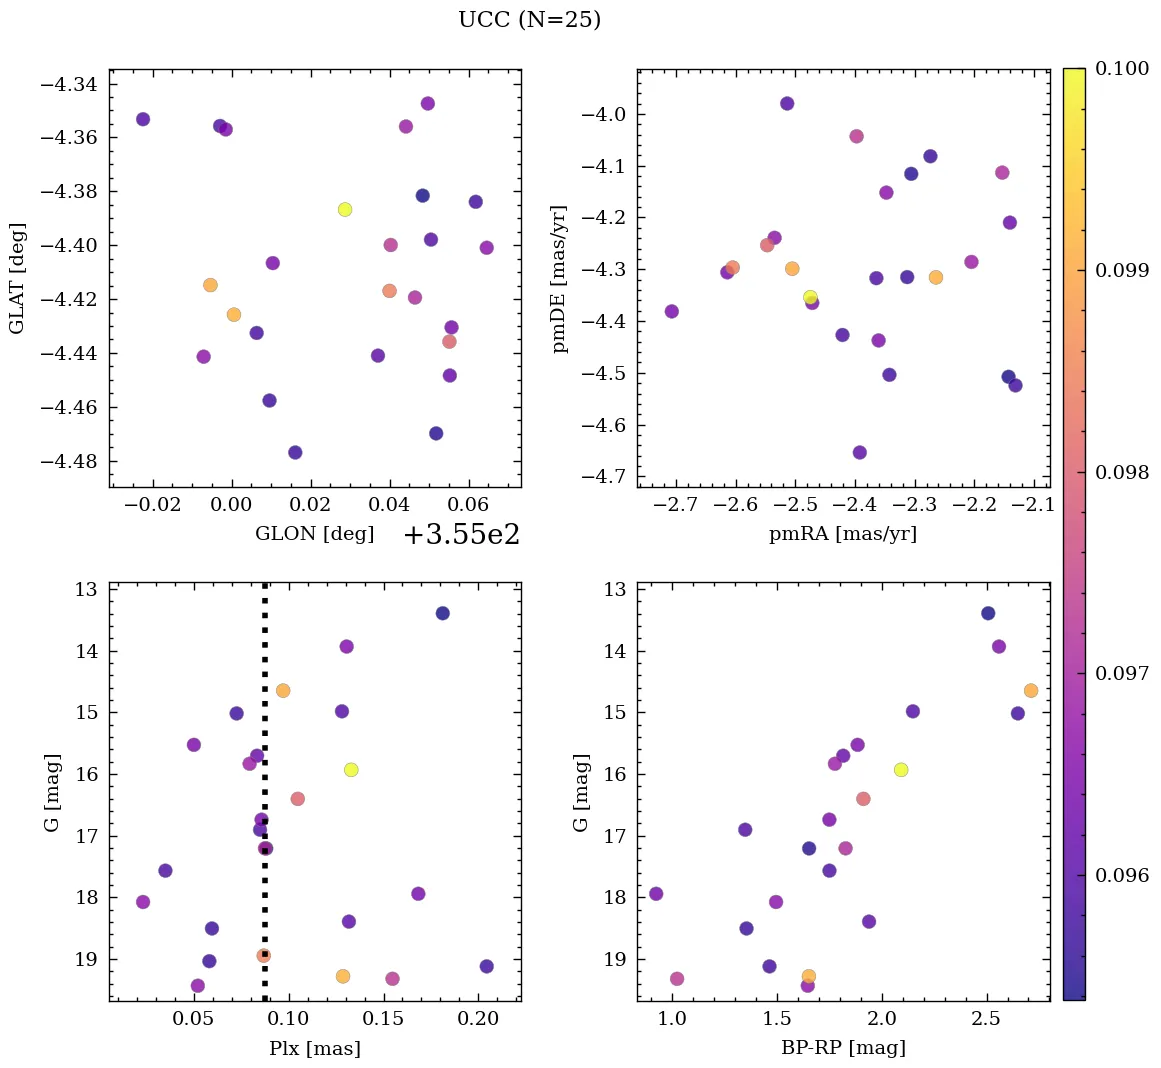 UCC (N=25)
−4.34
−4.36
−4.38
−4.40
−4.42
−4.44
−4.46
−4.48
GLAT [deg]
−0.02 0.00 0.02 0.04 0.06
GLON [deg]
+3.55e2
−4.0
−4.1
−4.2
−4.3
−4.4
−4.5
−4.6
−4.7
pmDE [mas/yr]
−2.7 −2.6 −2.5 −2.4 −2.3 −2.2 −2.1
pmRA [mas/yr]
13
14
15
16
17
18
19
G [mag]
0.05 0.10 0.15 0.20
Plx [mas]
13
14
15
16
17
18
19
G [mag]
1.0 1.5 2.0 2.5
BP-RP [mag]
0.100
0.099
0.098
0.097
0.096